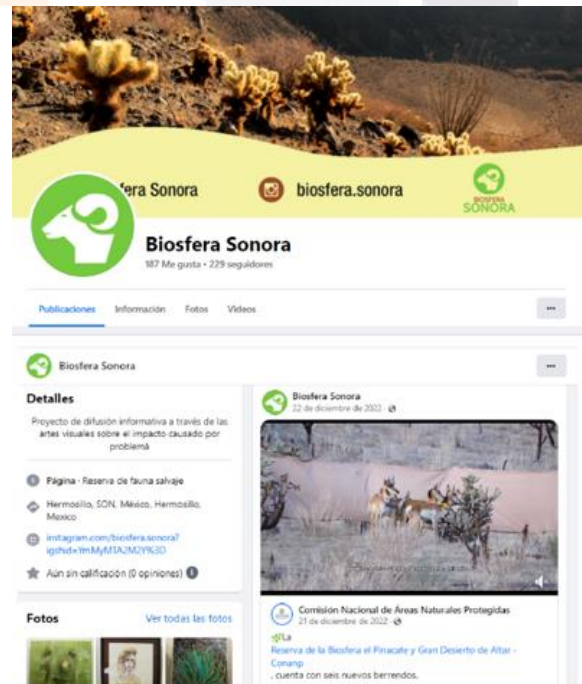 fera Sonora
biosfera.sonora
BIOSFERA
SONORA
Biosfera Sonora
187 Me gusta • 229 seguidores
Publicaciones Información Fotos Videos
Biosfera Sonora
Detalles
Proyecto de difusión informativa a través de las
artes visuales sobre el impacto causado por
problemá
Página · Reserva de fauna salvaje
Hermosillo, SON, México, Hermosillo,
Mexico
instagram.com/biosfera.sonora?
igshid=YmMyMTA2M2Y%3D
Aún sin calificación (0 opiniones)
Fotos Ver todas las fotos
Biosfera Sonora
22 de diciembre de 2022
Comisión Nacional de Áreas Naturales Protegidas
21 de diciembre de 2022
La
Reserva de la Biosfera el Pinacate y Gran Desierto de Altar -
Conanp
, cuenta con seis nuevos berrendos.